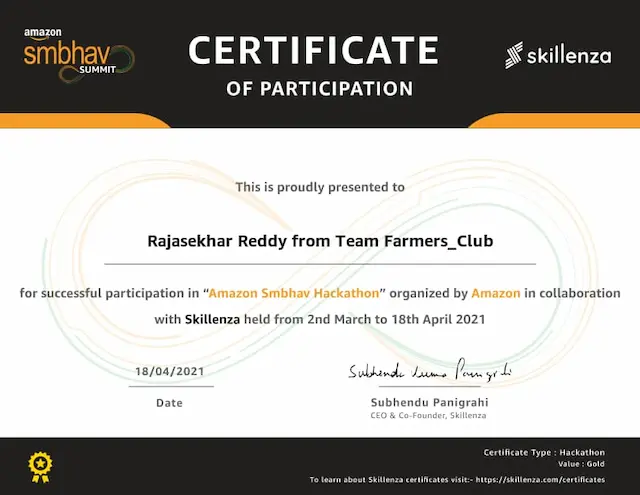 amazon
smbhav
SUMMIT
CERTIFICATE
OF PARTICIPATION
skillenza
This is proudly presented to
Rajasekhar Reddy from Team Farmers_Club
for successful participation in “Amazon Smbhav Hackathon” organized by Amazon in collaboration
with Skillenza held from 2nd March to 18th April 2021
18/04/2021
Date
Subhendu Panigrahi
CEO & Co-Founder, Skillenza
Certificate Type : Hackathon
Value : Gold
To learn about Skillenza certificates visit:- https://skillenza.com/certificates